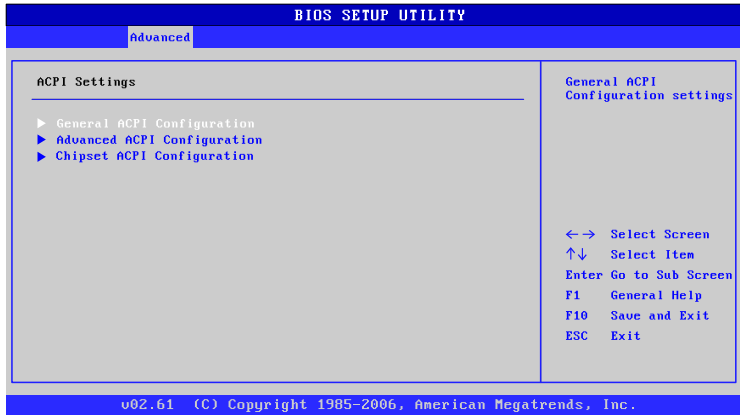 BIOS SETUP UTILITY
Advanced
ACPI Settings
▶ General ACPI Configuration
▶ Advanced ACPI Configuration
▶ Chipset ACPI Configuration
General ACPI
Configuration settings
←→ Select Screen
↑↓ Select Item
Enter Go to Sub Screen
F1 General Help
F10 Save and Exit
ESC Exit
v02.61 (C) Copyright 1985-2006, American Megatrends, Inc.